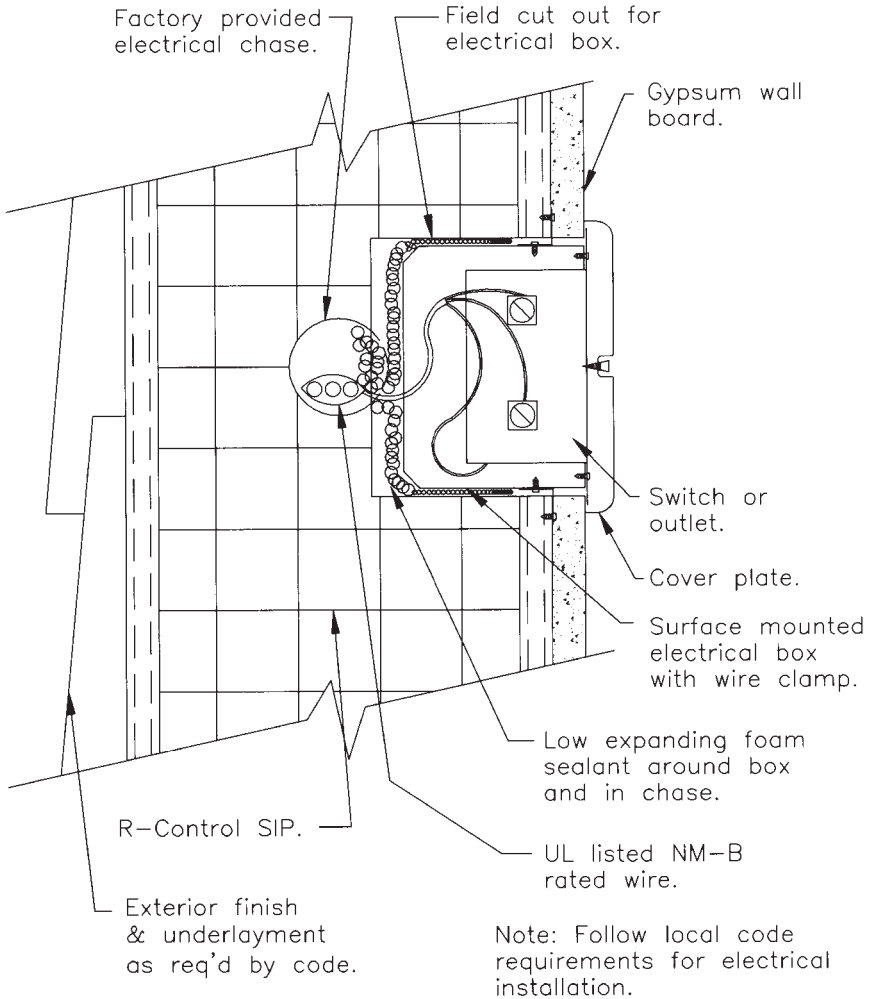 Factory provided
electrical chase.
Field cut out for
electrical box.
Gypsum wall
board.
Switch or
outlet.
Cover plate.
Surface mounted
electrical box
with wire clamp.
Low expanding foam
sealant around box
and in chase.
R-Control SIP.
UL listed NM-B
rated wire.
Exterior finish
& underlayment
as req'd by code.
Note: Follow local code
requirements for electrical
installation.